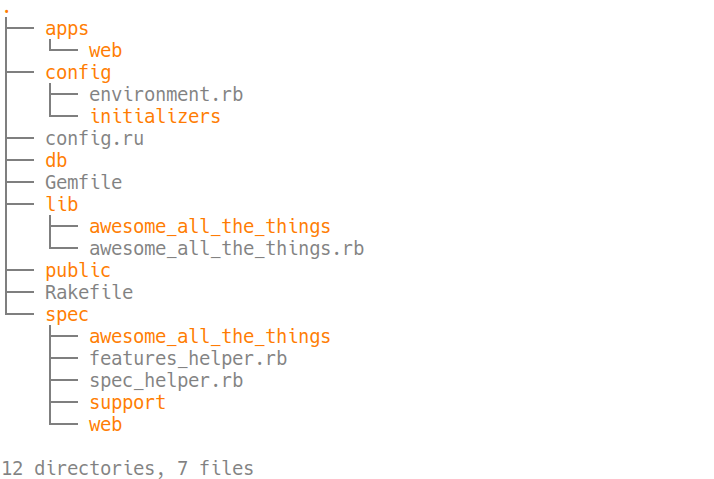 .
├── apps
│   └── web
├── config
│   ├── environment.rb
│   └── initializers
├── config.ru
├── db
├── Gemfile
├── lib
│   ├── awesome_all_the_things
│   └── awesome_all_the_things.rb
├── public
├── Rakefile
└── spec
    ├── awesome_all_the_things
    ├── features_helper.rb
    ├── spec_helper.rb
    ├── support
    └── web
12 directories, 7 files